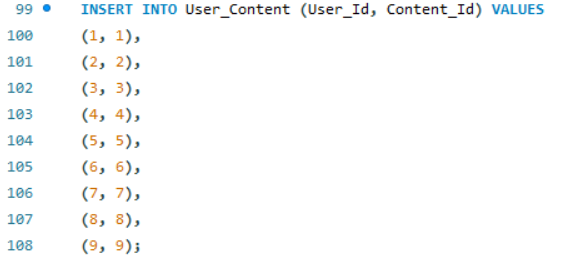 99 INSERT INTO User_Content (User_Id, Content_Id) VALUES
100 (1, 1),
101 (2, 2),
102 (3, 3),
103 (4, 4),
104 (5, 5),
105 (6, 6),
106 (7, 7),
107 (8, 8),
108 (9, 9);